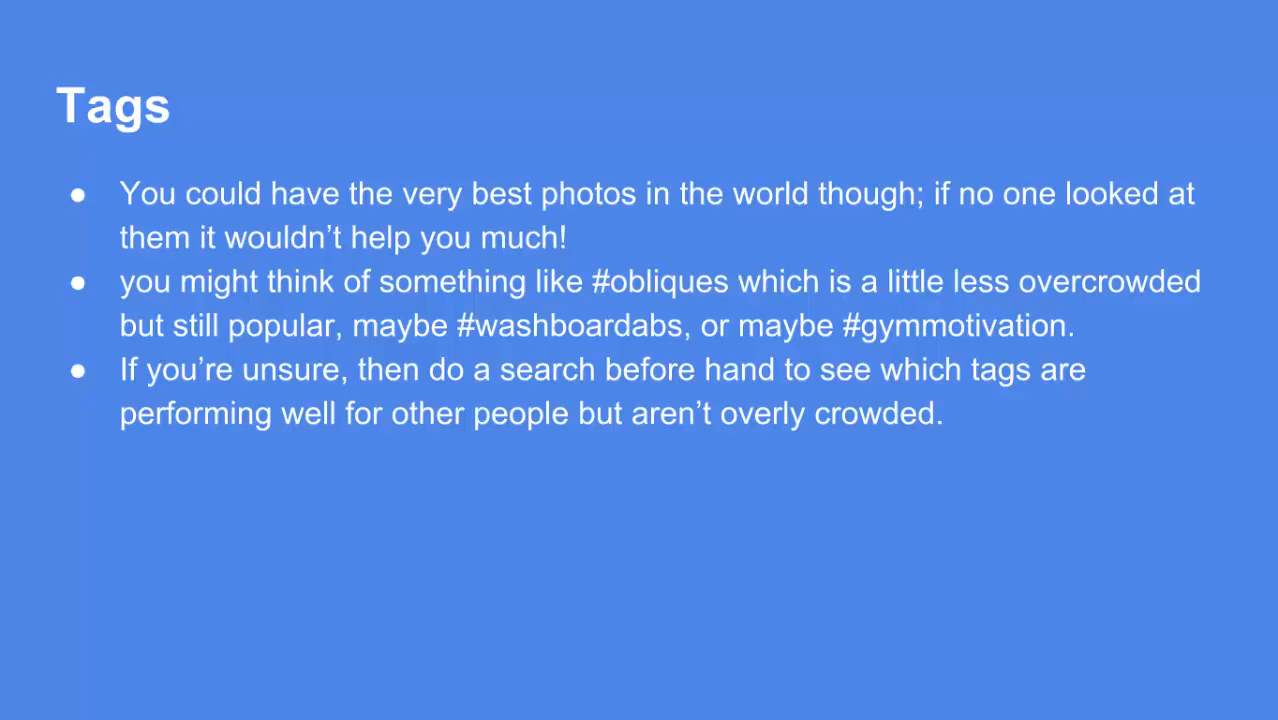 Tags
● You could have the very best photos in the world though; if no one looked at
them it wouldn’t help you much!
● you might think of something like #obliques which is a little less overcrowded
but still popular, maybe #washboardabs, or maybe #gymmotivation.
● If you’re unsure, then do a search before hand to see which tags are
performing well for other people but aren’t overly crowded.